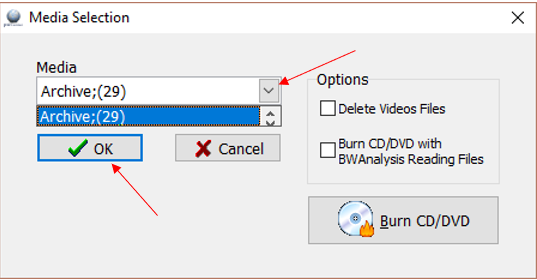 Media Selection
Media
Archive;(29)
Archive;(29)
OK
Cancel
Options
Delete Videos Files
Burn CD/DVD with
BWAnalysis Reading Files
Burn CD/DVD